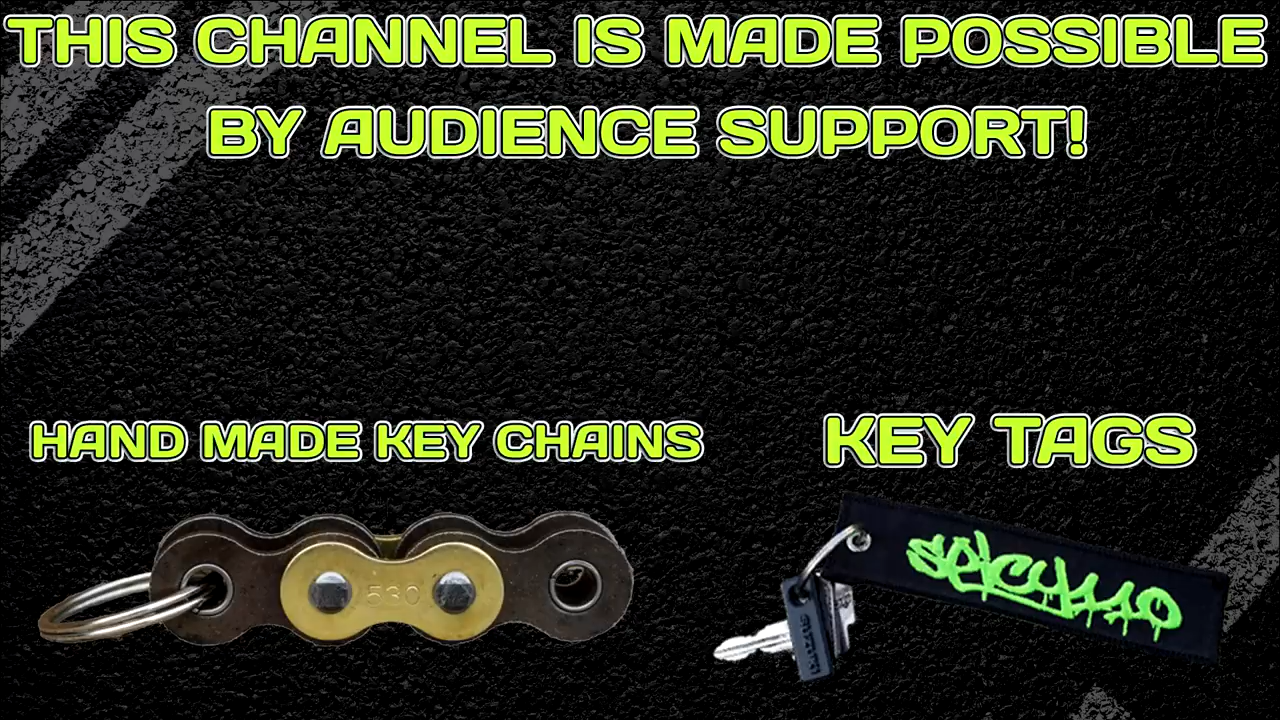 THIS CHANNEL IS MADE POSSIBLE
BY AUDIENCE SUPPORT!
HAND MADE KEY CHAINS
KEY TAGS
530